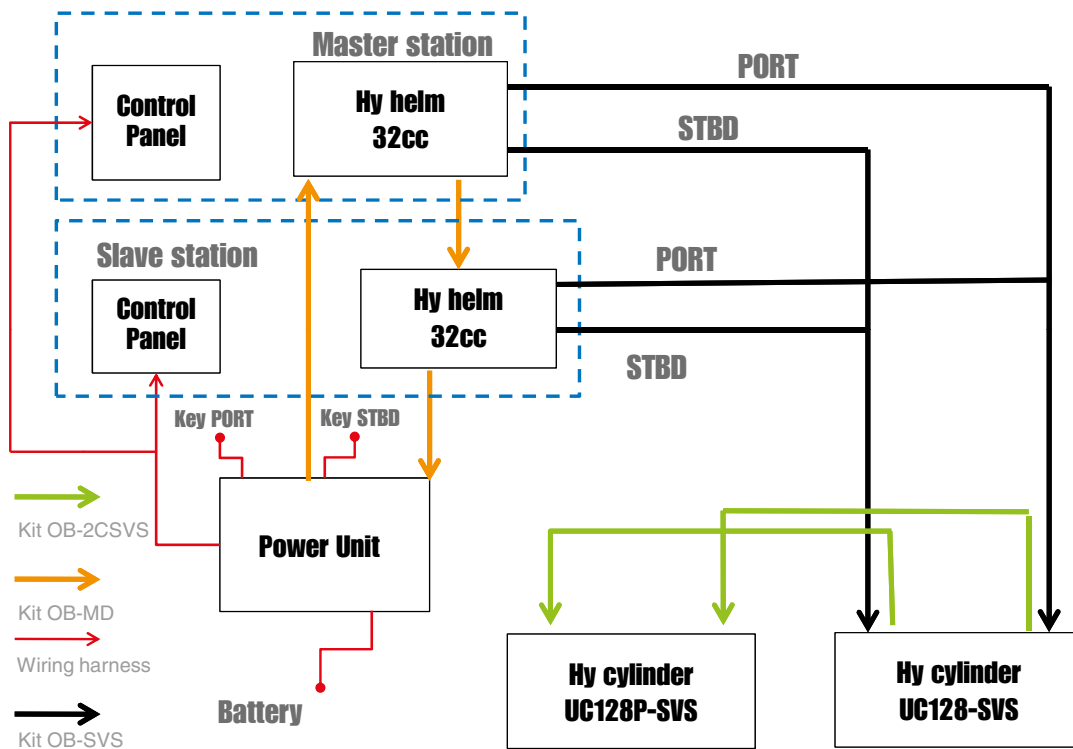 Master station
Control
Panel
Hy helm
32cc
PORT
STBD
Slave station
Control
Panel
Hy helm
32cc
PORT
STBD
Key PORT
Key STBD
Power Unit
Battery
Kit OB-2CSVS
Kit OB-MD
Wiring harness
Kit OB-SVS
Hy cylinder
UC128P-SVS
Hy cylinder
UC128-SVS